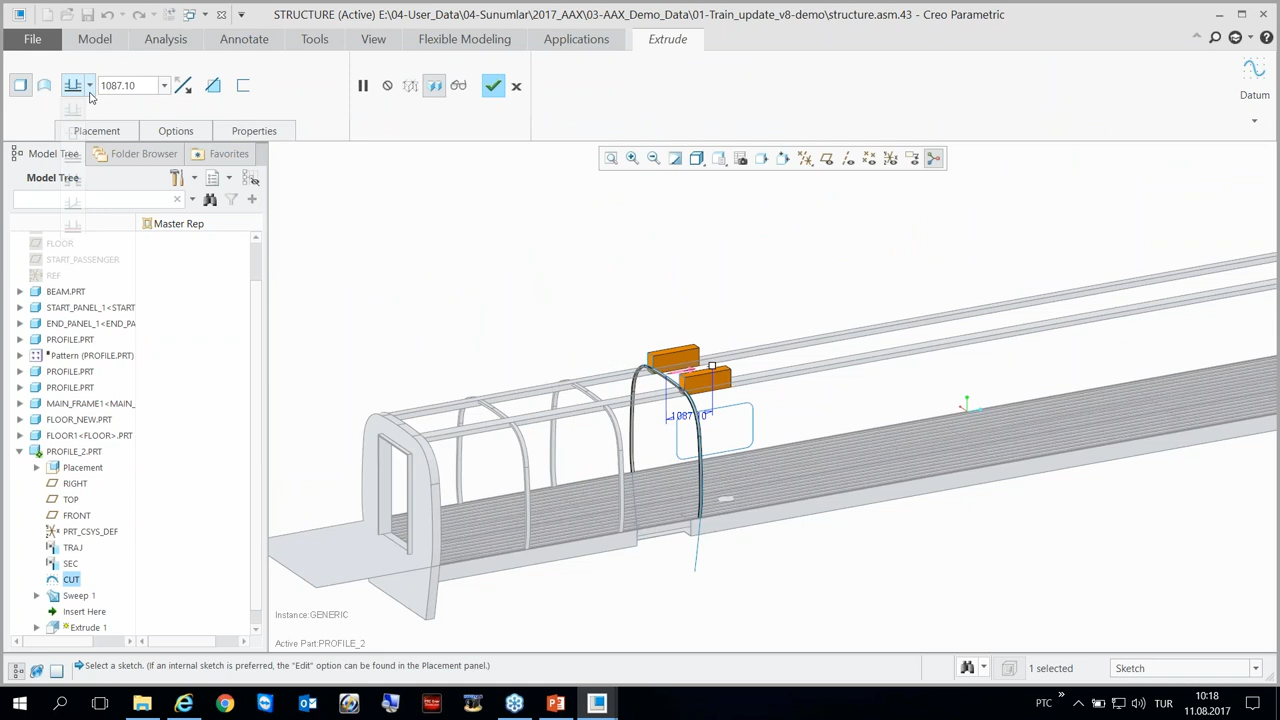 STRUCTURE (Active) E:\04-User_Data\04-Sunumlar\2017_AAX\03-AAX_Demo_Data\01-Train_update_v8-demo\structure.asm.43 - Creo Parametric
File
Model
Analysis
Annotate
Tools
View
Flexible Modeling
Applications
Extrude
1087.10
Datum
Placement
Options
Properties
Model Tree
Folder Browser
Favorites
Model Tree
Master Rep
FLOOR
START_PASSENGER
REF
BEAM.PRT
START_PANEL_1<START
END_PANEL_1<END_PA
PROFILE.PRT
Pattern (PROFILE.PRT)
PROFILE.PRT
PROFILE.PRT
MAIN_FRAME1<MAIN_
FLOOR_NEW.PRT
FLOOR1<FLOOR>.PRT
PROFILE_2.PRT
Placement
RIGHT
TOP
FRONT
PRT_CSYS_DEF
TRAJ
SEC
CUT
Sweep 1
Insert Here
Extrude 1
1087.10
Instance:GENERIC
Active Part:PROFILE_2
Select a sketch. (If an internal sketch is preferred, the "Edit" option can be found in the Placement panel.)
1 selected
Sketch
PTC
TUR
10:18
11.08.2017